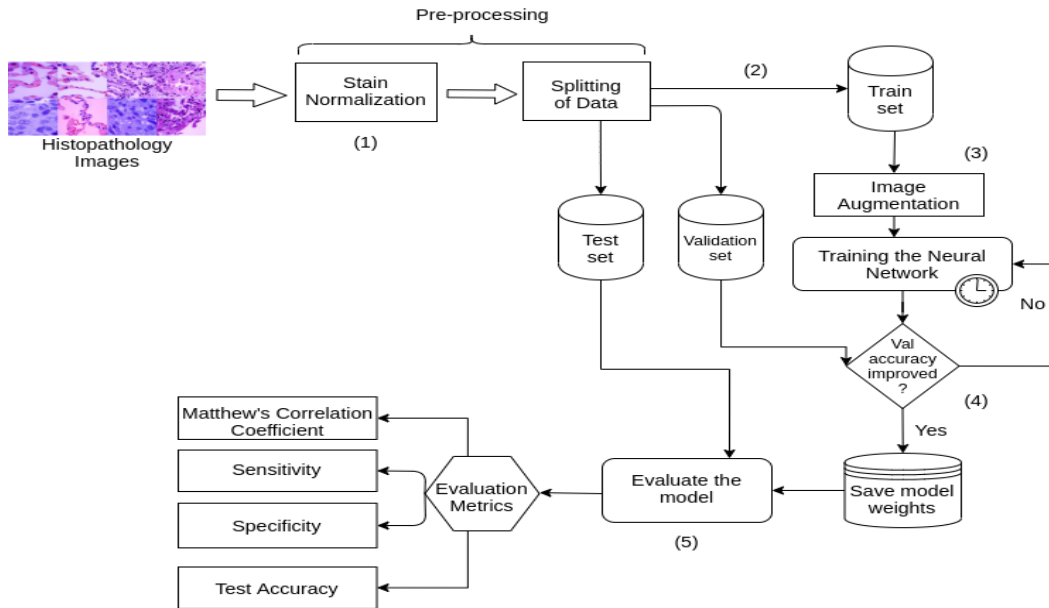 Pre-processing
Histopathology
Images
Stain
Normalization
(1)
Splitting
of Data
(2)
Train
set
(3)
Image
Augmentation
Test
set
Validation
set
Training the Neural
Network
No
Val
accuracy
improved
?
(4)
Yes
Save model
weights
Evaluate the
model
(5)
Evaluation
Metrics
Matthew's Correlation
Coefficient
Sensitivity
Specificity
Test Accuracy